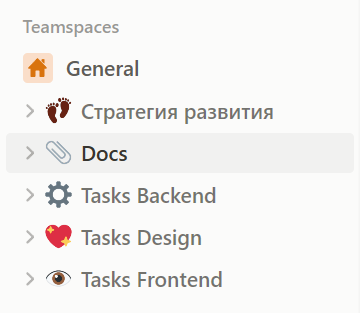 Teamspaces
General
Стратегия развития
Docs
Tasks Backend
Tasks Design
Tasks Frontend